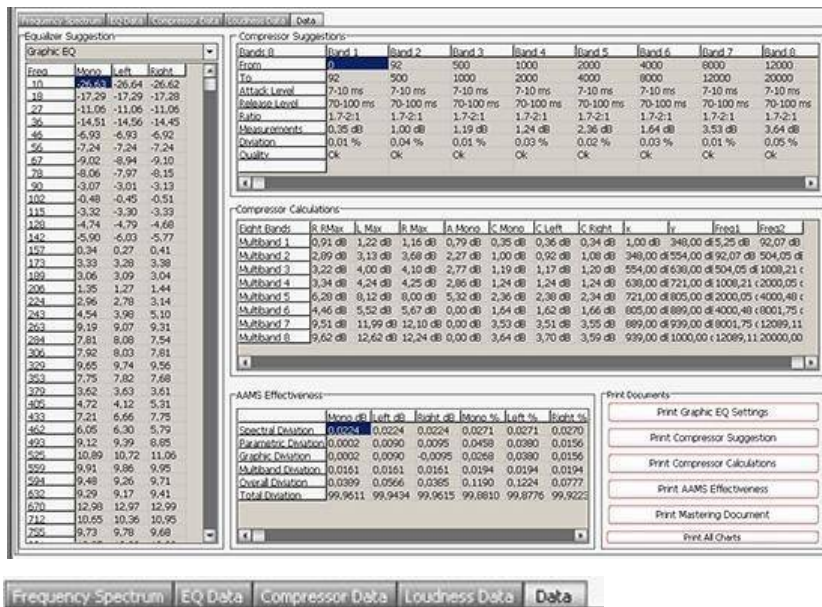 Frequency Spectrum EQ Data Compressor Data Loudness Data Data
Equalizer Suggestion
Graphic EQ
Freq Mono Left Right
10 -26,63 -26,64 -26,62
18 -17,29 -17,29 -17,28
27 -11,06 -11,06 -11,06
36 -14,51 -14,56 -14,45
46 -6,93 -6,93 -6,92
56 -7,24 -7,24 -7,24
67 -9,02 -8,94 -9,10
78 -8,06 -7,97 -8,15
90 -3,07 -3,01 -3,13
102 -0,48 -0,45 -0,51
115 -3,32 -3,30 -3,33
128 -4,74 -4,79 -4,68
142 -5,90 -6,03 -5,77
157 0,34 0,27 0,41
173 3,33 3,28 3,38
189 3,06 3,09 3,04
206 1,35 1,27 1,44
224 2,96 2,78 3,14
243 4,54 3,98 5,10
263 9,19 9,07 9,31
284 7,81 8,08 7,54
306 7,92 8,03 7,81
329 9,65 9,74 9,56
353 7,75 7,82 7,68
379 3,62 3,63 3,61
405 4,72 4,12 5,31
433 7,21 6,66 7,75
462 6,05 6,30 5,79
493 9,12 9,39 8,85
525 10,89 10,72 11,06
559 9,91 9,86 9,95
594 9,48 9,26 9,71
632 9,29 9,17 9,41
670 12,98 12,97 12,99
712 10,65 10,36 10,95
755 9,73 9,78 9,68
Compressor Suggestions
Bands 8 Band 1 Band 2 Band 3 Band 4 Band 5 Band 6 Band 7 Band 8
From 0 92 500 1000 2000 4000 8000 12000
To 92 500 1000 2000 4000 8000 12000 20000
Attack Level 7-10 ms 7-10 ms 7-10 ms 7-10 ms 7-10 ms 7-10 ms 7-10 ms 7-10 ms
Release Level 70-100 ms 70-100 ms 70-100 ms 70-100 ms 70-100 ms 70-100 ms 70-100 ms 70-100 ms
Ratio 1.7-2:1 1.7-2:1 1.7-2:1 1.7-2:1 1.7-2:1 1.7-2:1 1.7-2:1 1.7-2:1
Measurements 0,35 dB 1,00 dB 1,19 dB 1,24 dB 2,36 dB 1,64 dB 3,53 dB 3,64 dB
Diviation 0,01 % 0,04 % 0,01 % 0,03 % 0,02 % 0,03 % 0,01 % 0,05 %
Quality Ok Ok Ok Ok Ok Ok Ok Ok
Compressor Calculations
Eight Bands R RMax L Max R Max A Mono C Mono C Left C Right x y Freq1 Freq2
Multiband 1 0,91 dB 1,22 dB 1,16 dB 0,79 dB 0,35 dB 0,36 dB 0,34 dB 1,00 dB 348,00 dB 5,25 dB 92,07 dB
Multiband 2 2,89 dB 3,13 dB 3,68 dB 2,27 dB 1,00 dB 0,92 dB 1,08 dB 348,00 dB 554,00 dB 92,07 dB 504,05 dB
Multiband 3 3,22 dB 4,00 dB 4,10 dB 2,77 dB 1,19 dB 1,17 dB 1,20 dB 554,00 dB 638,00 dB 504,05 dB 1008,21 c
Multiband 4 3,34 dB 4,24 dB 4,25 dB 2,86 dB 1,24 dB 1,24 dB 1,24 dB 638,00 dB 721,00 dB 1008,21 c 2000,05 c
Multiband 5 6,28 dB 8,12 dB 8,00 dB 5,32 dB 2,36 dB 2,38 dB 2,34 dB 721,00 dB 805,00 dB 2000,05 c 4000,48 c
Multiband 6 4,46 dB 5,52 dB 5,67 dB 0,00 dB 1,64 dB 1,62 dB 1,66 dB 805,00 dB 889,00 dB 4000,48 c 8001,75 c
Multiband 7 9,51 dB 11,99 dB 12,10 dB 0,00 dB 3,53 dB 3,51 dB 3,55 dB 889,00 dB 939,00 dB 8001,75 c 12089,11
Multiband 8 9,62 dB 12,62 dB 12,24 dB 0,00 dB 3,64 dB 3,70 dB 3,59 dB 939,00 dB 1000,00 c 12089,11 20000,00
AAMS Effectiveness
Mono dB Left dB Right dB Mono % Left % Right %
Spectral Diviation 0,0224 0,0224 0,0224 0,0271 0,0271 0,0270
Parametric Diviation 0,0002 0,0090 0,0095 0,0458 0,0380 0,0156
Graphic Diviation 0,0002 0,0090 -0,0095 0,0268 0,0380 0,0156
Multiband Diviation 0,0161 0,0161 0,0161 0,0194 0,0194 0,0194
Overall Diviation 0,0389 0,0566 0,0385 0,1190 0,1224 0,0777
Total Diviation 99,9611 99,9434 99,9615 99,8810 99,8776 99,9223
Print Documents
Print Graphic EQ Settings
Print Compressor Suggestion
Print Compressor Calculations
Print AAMS Effectiveness
Print Mastering Document
Print All Charts
Frequency Spectrum EQ Data Compressor Data Loudness Data Data